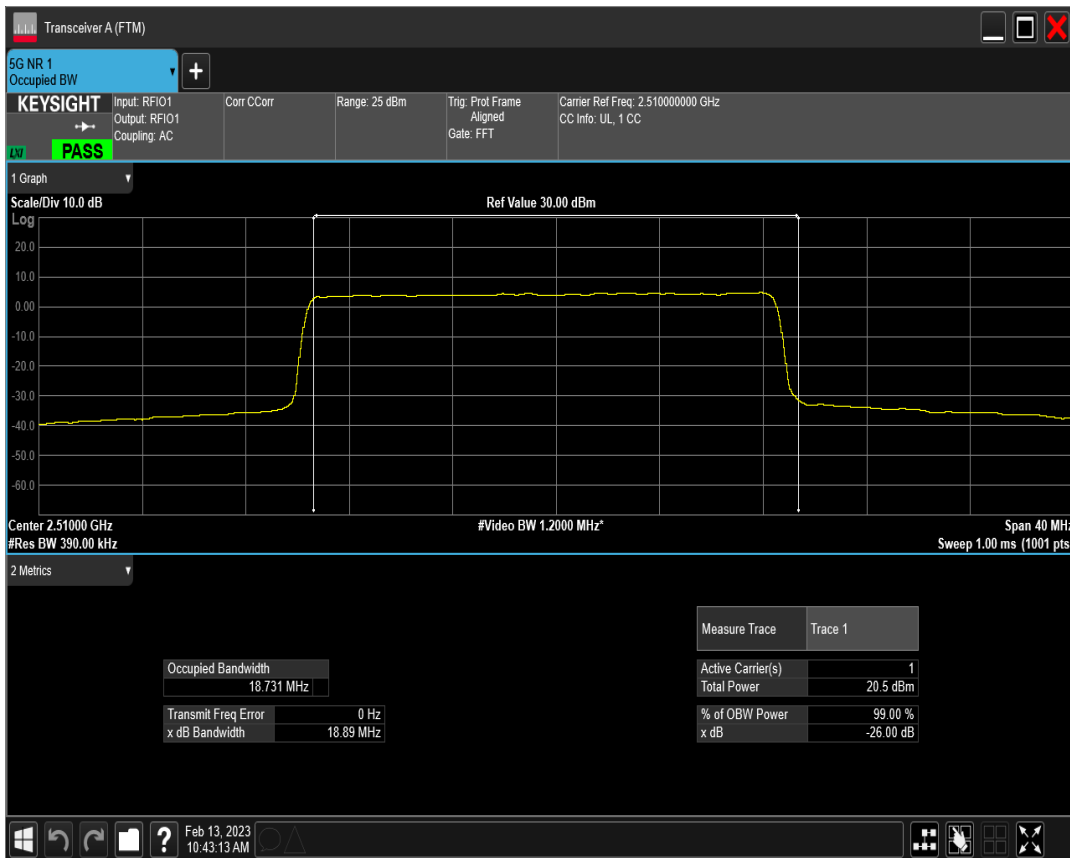 Transceiver A (FTM)
5G NR 1
Occupied BW
+
KEYSIGHT
LXI
PASS
Input: RFIO1
Output: RFIO1
Coupling: AC
Corr CCorr
Range: 25 dBm
Trig: Prot Frame
Aligned
Gate: FFT
Carrier Ref Freq: 2.510000000 GHz
CC Info: UL, 1 CC
1 Graph
Scale/Div 10.0 dB
Ref Value 30.00 dBm
Log
20.0
10.0
0.00
-10.0
-20.0
-30.0
-40.0
-50.0
-60.0
Center 2.51000 GHz
#Video BW 1.2000 MHz*
Span 40 MHz
#Res BW 390.00 kHz
Sweep 1.00 ms (1001 pts
2 Metrics
Measure Trace Trace 1
Occupied Bandwidth
18.731 MHz
Active Carrier(s) 1
Total Power 20.5 dBm
Transmit Freq Error 0 Hz
x dB Bandwidth 18.89 MHz
% of OBW Power 99.00 %
x dB -26.00 dB
?
Feb 13, 2023
10:43:13 AM